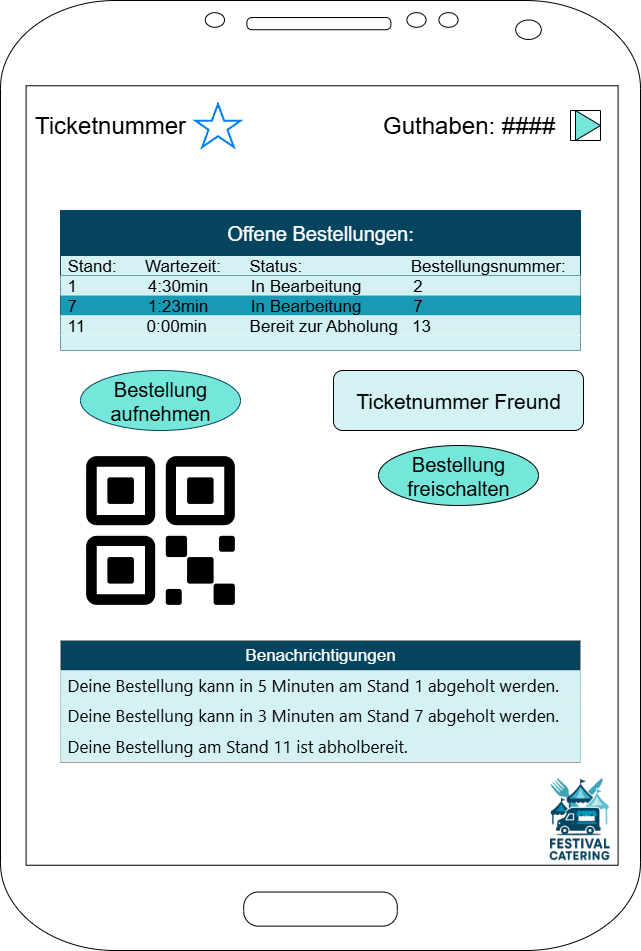 Ticketnummer
Guthaben: ####
Offene Bestellungen:
Stand: Wartezeit: Status: Bestellungsnummer:
1 4:30min In Bearbeitung 2
7 1:23min In Bearbeitung 7
11 0:00min Bereit zur Abholung 13
Bestellung
aufnehmen
Ticketnummer Freund
Bestellung
freischalten
Benachrichtigungen
Deine Bestellung kann in 5 Minuten am Stand 1 abgeholt werden.
Deine Bestellung kann in 3 Minuten am Stand 7 abgeholt werden.
Deine Bestellung am Stand 11 ist abholbereit.
FESTIVAL
CATERING